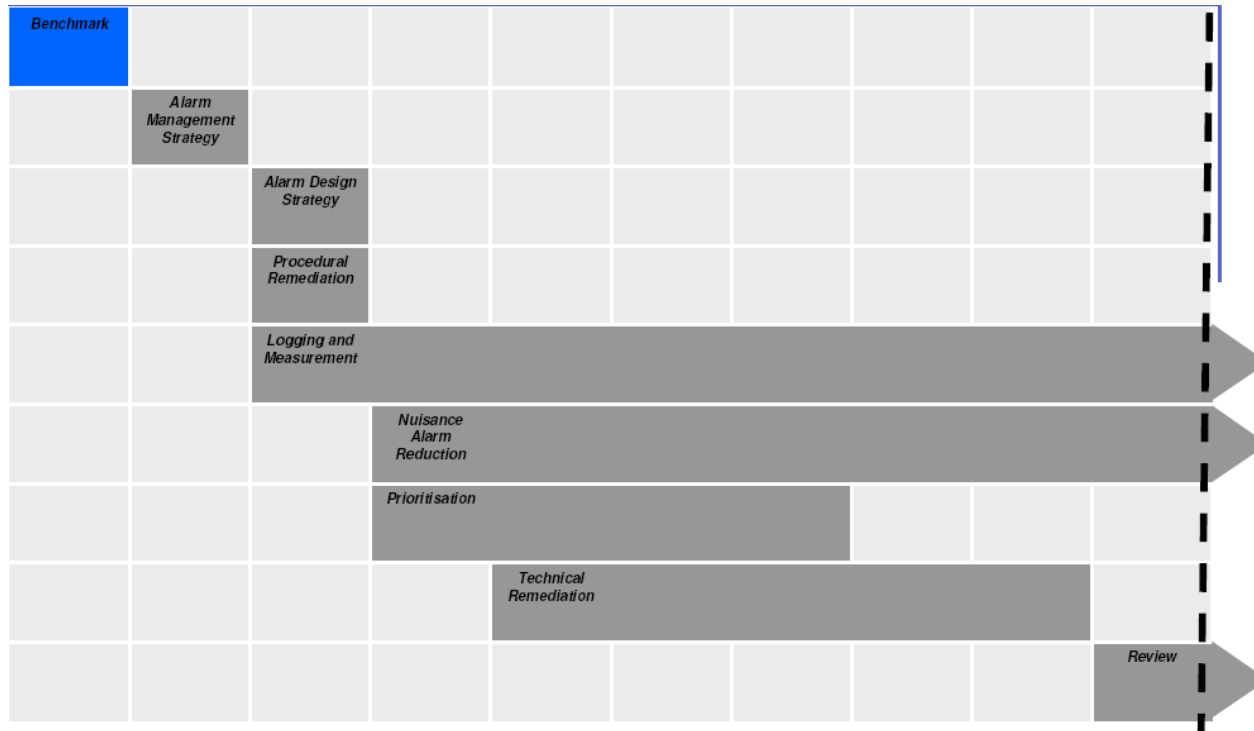 Benchmark
Alarm
Management
Strategy
Alarm Design
Strategy
Procedural
Remediation
Logging and
Measurement
Nuisance
Alarm
Reduction
Prioritisation
Technical
Remediation
Review